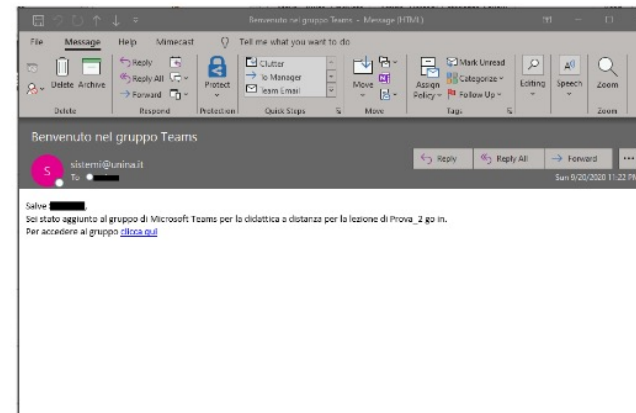 Benvenuto nel gruppo Teams - Message (HTML)
File Message Help Mimecast Tell me what you want to do
Delete Archive
Reply
Reply All
Forward
Protect
Clutter
To Manager
Team Email
Move
Assign Policy
Mark Unread
Categorize
Follow Up
Editing
Speech
Zoom
Delete Respond Protection Quick Steps Move Tags Zoom
Benvenuto nel gruppo Teams
S
sistemi@unina.it
To
Reply Reply All Forward
Sun 9/20/2020 11:22 PM
Salve
Sei stato aggiunto al gruppo di Microsoft Teams per la didattica a distanza per la lezione di Prova_2 go in.
Per accedere al gruppo clicca qui